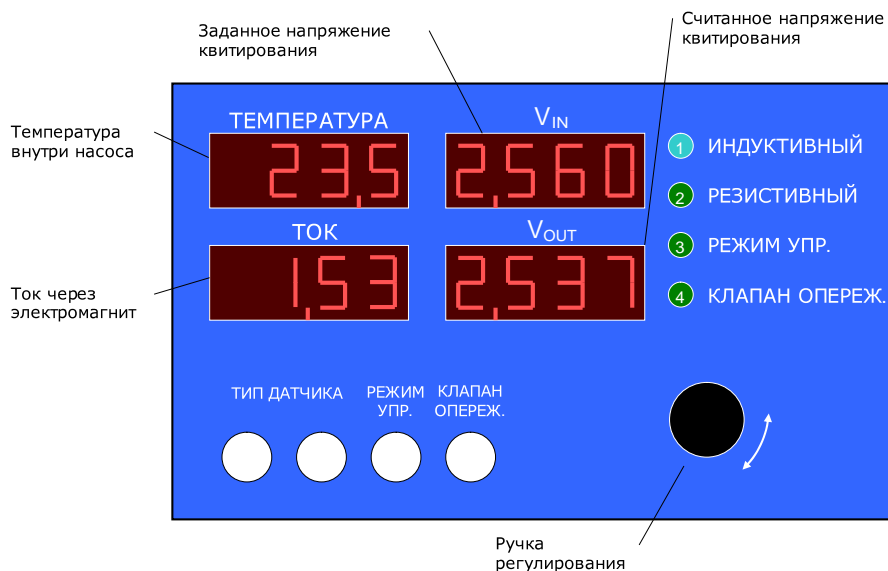 Заданное напряжение
квитирования
Считанное напряжение
квитирования
Температура
внутри насоса
ТЕМПЕРАТУРА
23,5
VIN
2,560
1 ИНДУКТИВНЫЙ
2 РЕЗИСТИВНЫЙ
ТОК
1,53
VOUT
2,537
3 РЕЖИМ УПР.
4 КЛАПАН ОПЕРЕЖ.
Ток через
электромагнит
ТИП ДАТЧИКА
РЕЖИМ
УПР.
КЛАПАН
ОПЕРЕЖ.
Ручка
регулирования